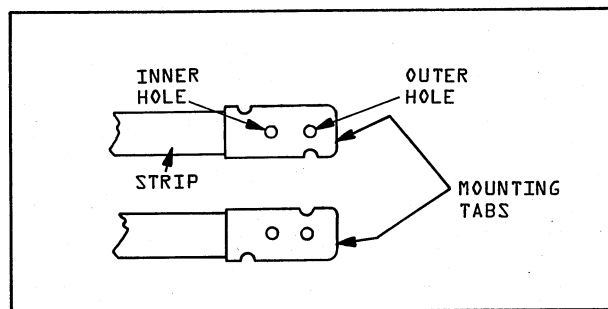 INNER
HOLE
OUTER
HOLE
STRIP
MOUNTING
TABS